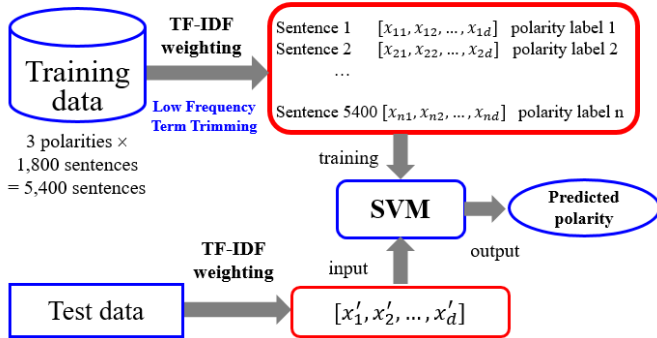 TF-IDF
weighting
Training
data
Low Frequency
Term Trimming
3 polarities ×
1,800 sentences
= 5,400 sentences
Sentence 1 [x₁₁, x₁₂, ..., x₁d] polarity label 1
Sentence 2 [x₂₁, x₂₂, ..., x₂d] polarity label 2
...
Sentence 5400 [xₙ₁, xₙ₂, ..., xₙd] polarity label n
training
SVM
Predicted
polarity
output
input
TF-IDF
weighting
Test data
[x′₁, x′₂, ..., x′d]